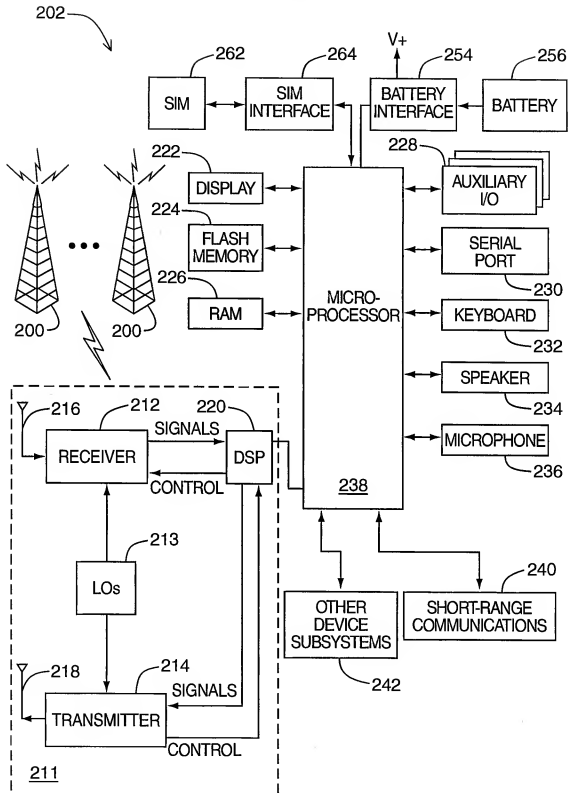 202
262
264
V+
254
256
SIM
SIM
INTERFACE
BATTERY
INTERFACE
BATTERY
222
DISPLAY
228
AUXILIARY
I/O
224
FLASH
MEMORY
SERIAL
PORT
230
226
RAM
MICRO-
PROCESSOR
KEYBOARD
232
200
200
SPEAKER
234
216
212
SIGNALS
220
RECEIVER
DSP
CONTROL
238
MICROPHONE
236
213
LOs
240
OTHER
DEVICE
SUBSYSTEMS
242
SHORT-RANGE
COMMUNICATIONS
218
214
SIGNALS
TRANSMITTER
CONTROL
211